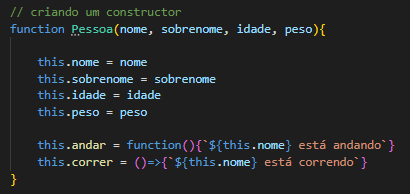 // criando um constructor
function Pessoa(nome, sobrenome, idade, peso){
this.nome = nome
this.sobrenome = sobrenome
this.idade = idade
this.peso = peso
this.andar = function(){`${this.nome} está andando`}
this.correr = ()=>{`${this.nome} está correndo`}
}